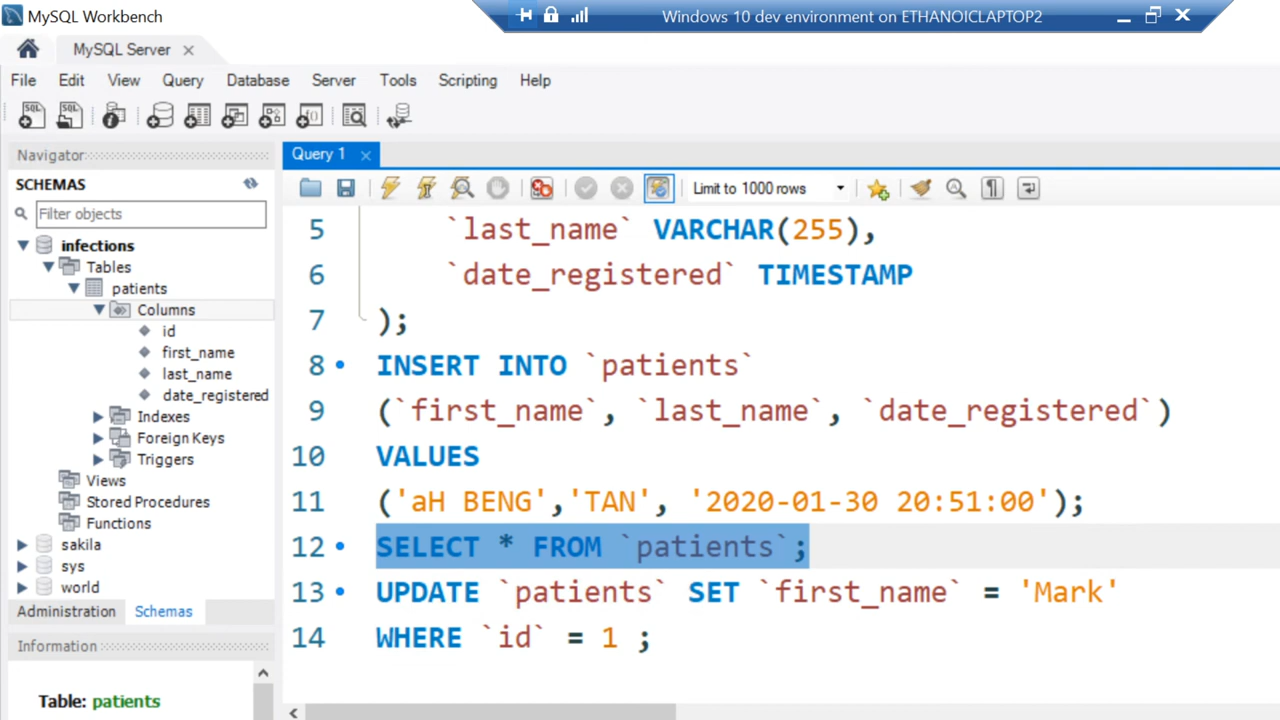 MySQL Workbench
Windows 10 dev environment on ETHANOICLAPTOP2
MySQL Server
File Edit View Query Database Server Tools Scripting Help
Navigator
SCHEMAS
Filter objects
infections
Tables
patients
Columns
id
first_name
last_name
date_registered
Indexes
Foreign Keys
Triggers
Views
Stored Procedures
Functions
sakila
sys
world
Administration Schemas
Information
Table: patients
Query 1
Limit to 1000 rows
5 `last_name` VARCHAR(255),
6 `date_registered` TIMESTAMP
7 );
8 INSERT INTO `patients`
9 (`first_name`, `last_name`, `date_registered`)
10 VALUES
11 ('aH BENG','TAN', '2020-01-30 20:51:00');
12 SELECT * FROM `patients`;
13 UPDATE `patients` SET `first_name` = 'Mark'
14 WHERE `id` = 1 ;